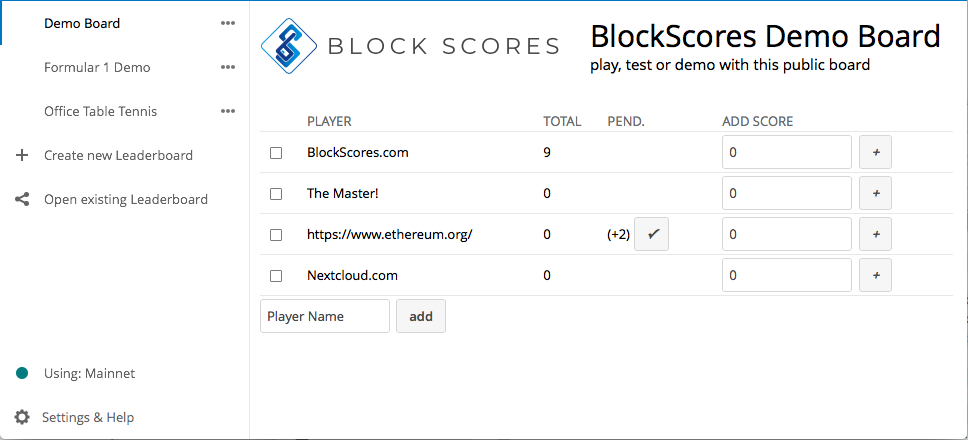 Demo Board •••
Formular 1 Demo •••
Office Table Tennis •••
+ Create new Leaderboard
Open existing Leaderboard
Using: Mainnet
Settings & Help
BLOCK SCORES
BlockScores Demo Board
play, test or demo with this public board
PLAYER TOTAL PEND. ADD SCORE
BlockScores.com 9 0 +
The Master! 0 0 +
https://www.ethereum.org/ 0 (+2) ✔ 0 +
Nextcloud.com 0 0 +
Player Name add